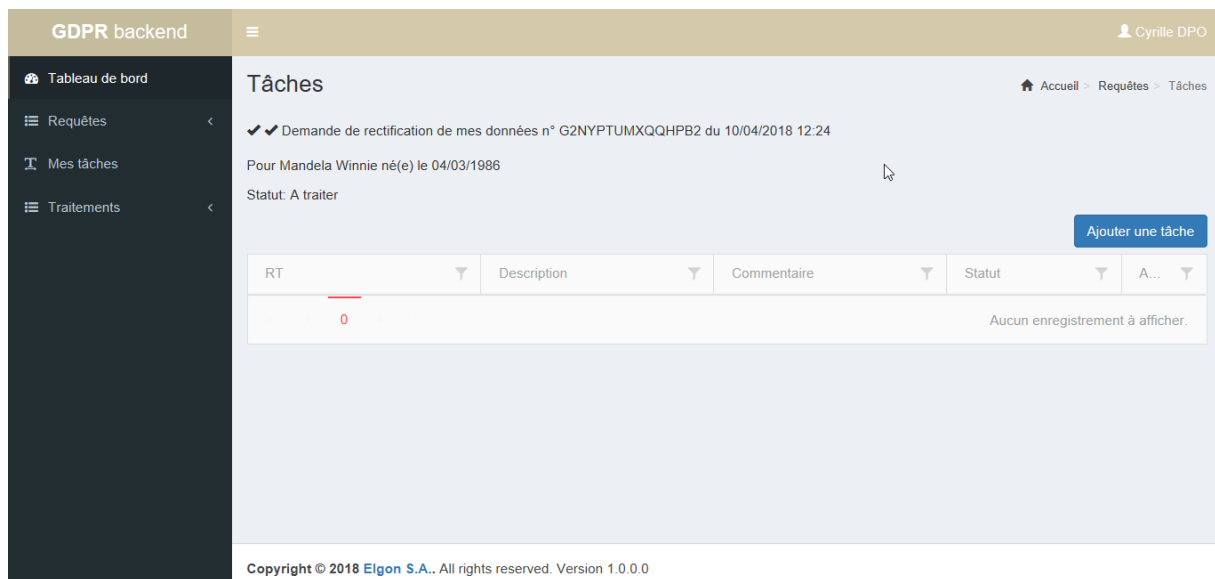 GDPR backend
Cyrille DPO
Tableau de bord
Requêtes
Mes tâches
Traitements
Tâches
Accueil > Requêtes > Tâches
Demande de rectification de mes données n° G2NYPTUMXQQHPB2 du 10/04/2018 12:24
Pour Mandela Winnie né(e) le 04/03/1986
Statut: A traiter
Ajouter une tâche
RT Description Commentaire Statut A...
0 Aucun enregistrement à afficher.
Copyright © 2018 Elgon S.A.. All rights reserved. Version 1.0.0.0